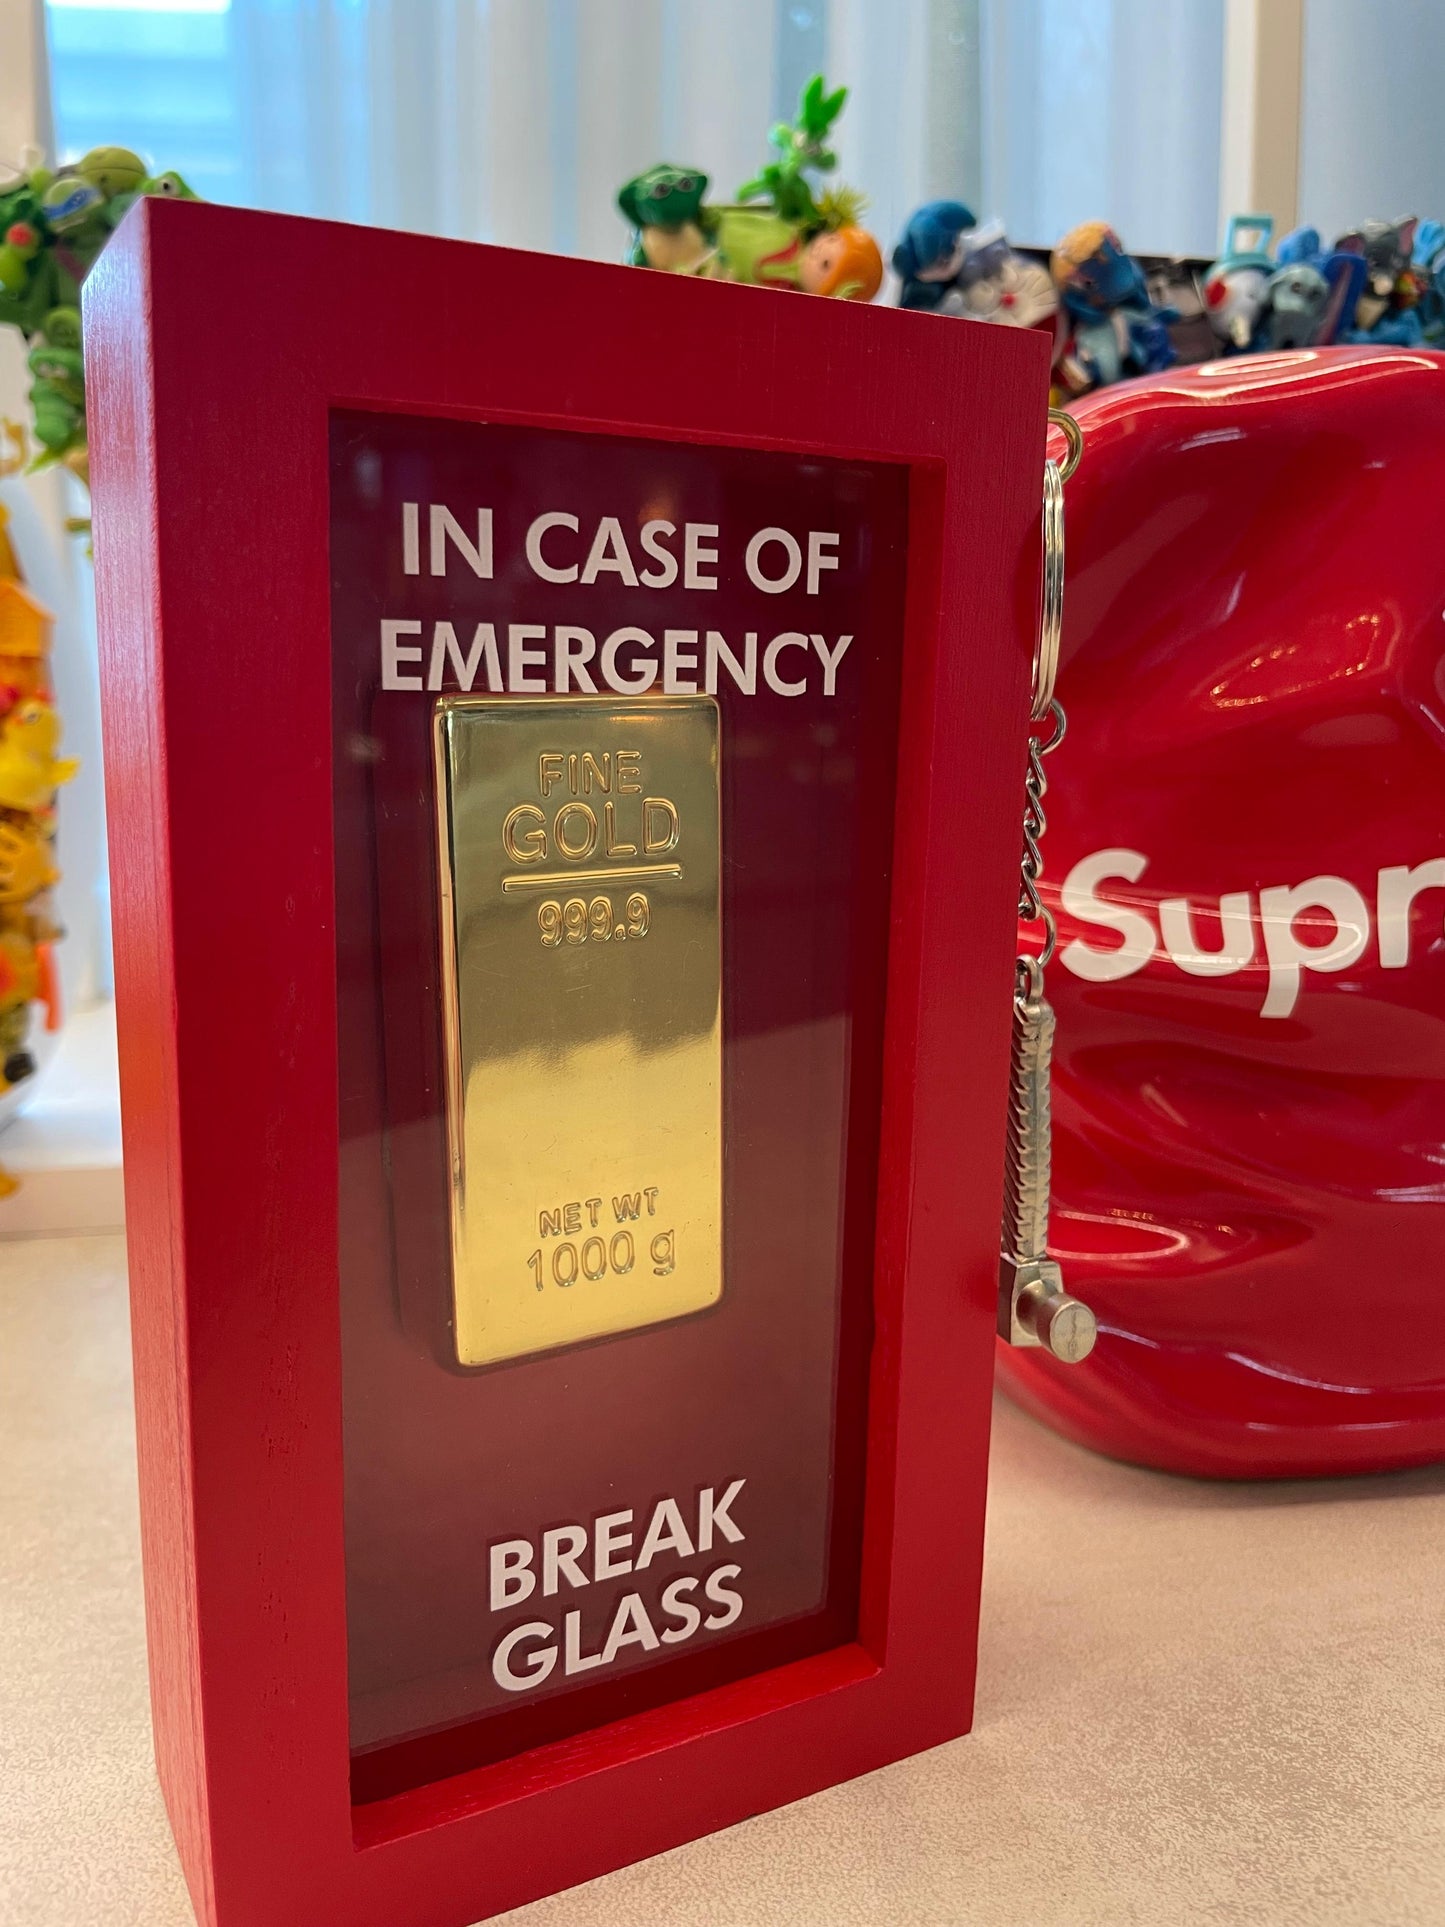 IN CASE OF
EMERGENCY
FINE
GOLD
999.9
NET WT
1000 g
BREAK
GLASS
Supr